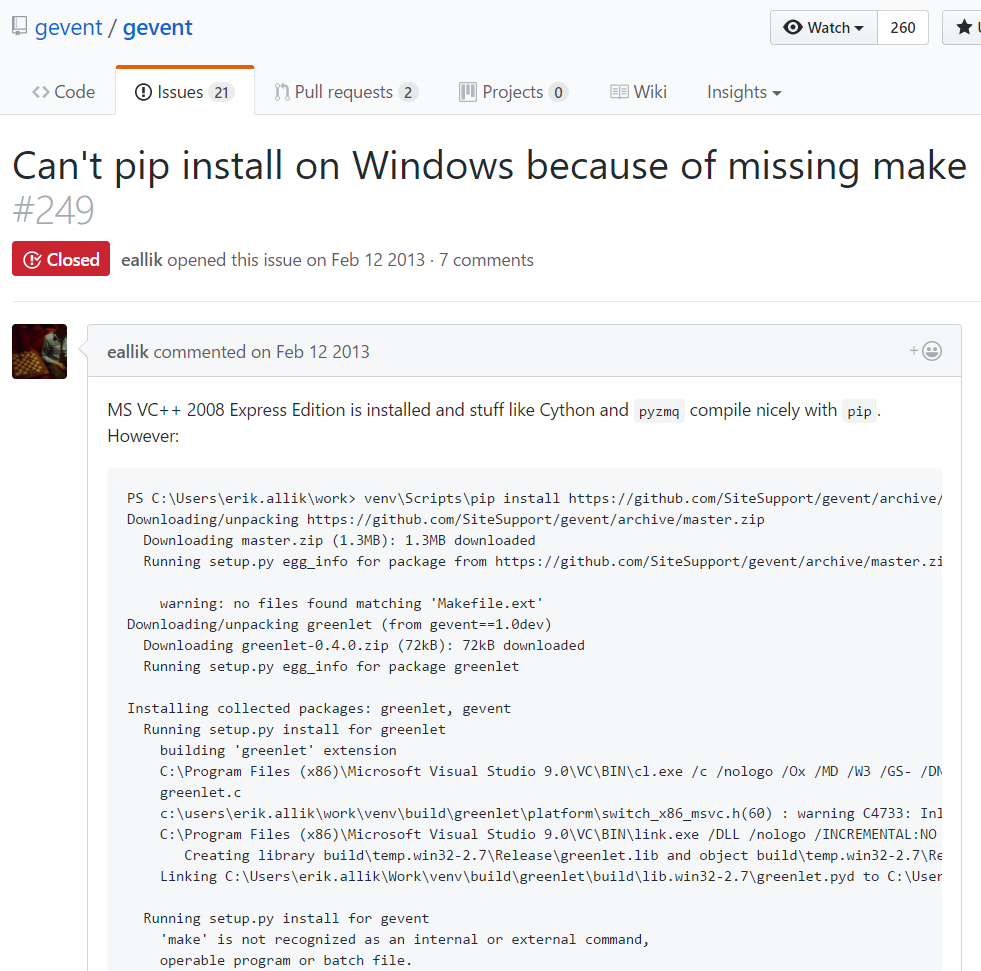 gevent / gevent
Watch 260
Code Issues 21 Pull requests 2 Projects 0 Wiki Insights
Can't pip install on Windows because of missing make
#249
Closed eallik opened this issue on Feb 12 2013 · 7 comments
eallik commented on Feb 12 2013
+
MS VC++ 2008 Express Edition is installed and stuff like Cython and pyzmq compile nicely with pip.
However:
PS C:\Users\erik.allik\work> venv\Scripts\pip install https://github.com/SiteSupport/gevent/archive/
Downloading/unpacking https://github.com/SiteSupport/gevent/archive/master.zip
Downloading master.zip (1.3MB): 1.3MB downloaded
Running setup.py egg_info for package from https://github.com/SiteSupport/gevent/archive/master.zi
warning: no files found matching 'Makefile.ext'
Downloading/unpacking greenlet (from gevent==1.0dev)
Downloading greenlet-0.4.0.zip (72kB): 72kB downloaded
Running setup.py egg_info for package greenlet
Installing collected packages: greenlet, gevent
Running setup.py install for greenlet
building 'greenlet' extension
C:\Program Files (x86)\Microsoft Visual Studio 9.0\VC\BIN\cl.exe /c /nologo /Ox /MD /W3 /GS- /DN
greenlet.c
c:\users\erik.allik\work\venv\build\greenlet\platform\switch_x86_msvc.h(60) : warning C4733: Inl
C:\Program Files (x86)\Microsoft Visual Studio 9.0\VC\BIN\link.exe /DLL /nologo /INCREMENTAL:NO
Creating library build\temp.win32-2.7\Release\greenlet.lib and object build\temp.win32-2.7\Re
Linking C:\Users\erik.allik\Work\venv\build\greenlet\build\lib.win32-2.7\greenlet.pyd to C:\User
Running setup.py install for gevent
'make' is not recognized as an internal or external command,
operable program or batch file.